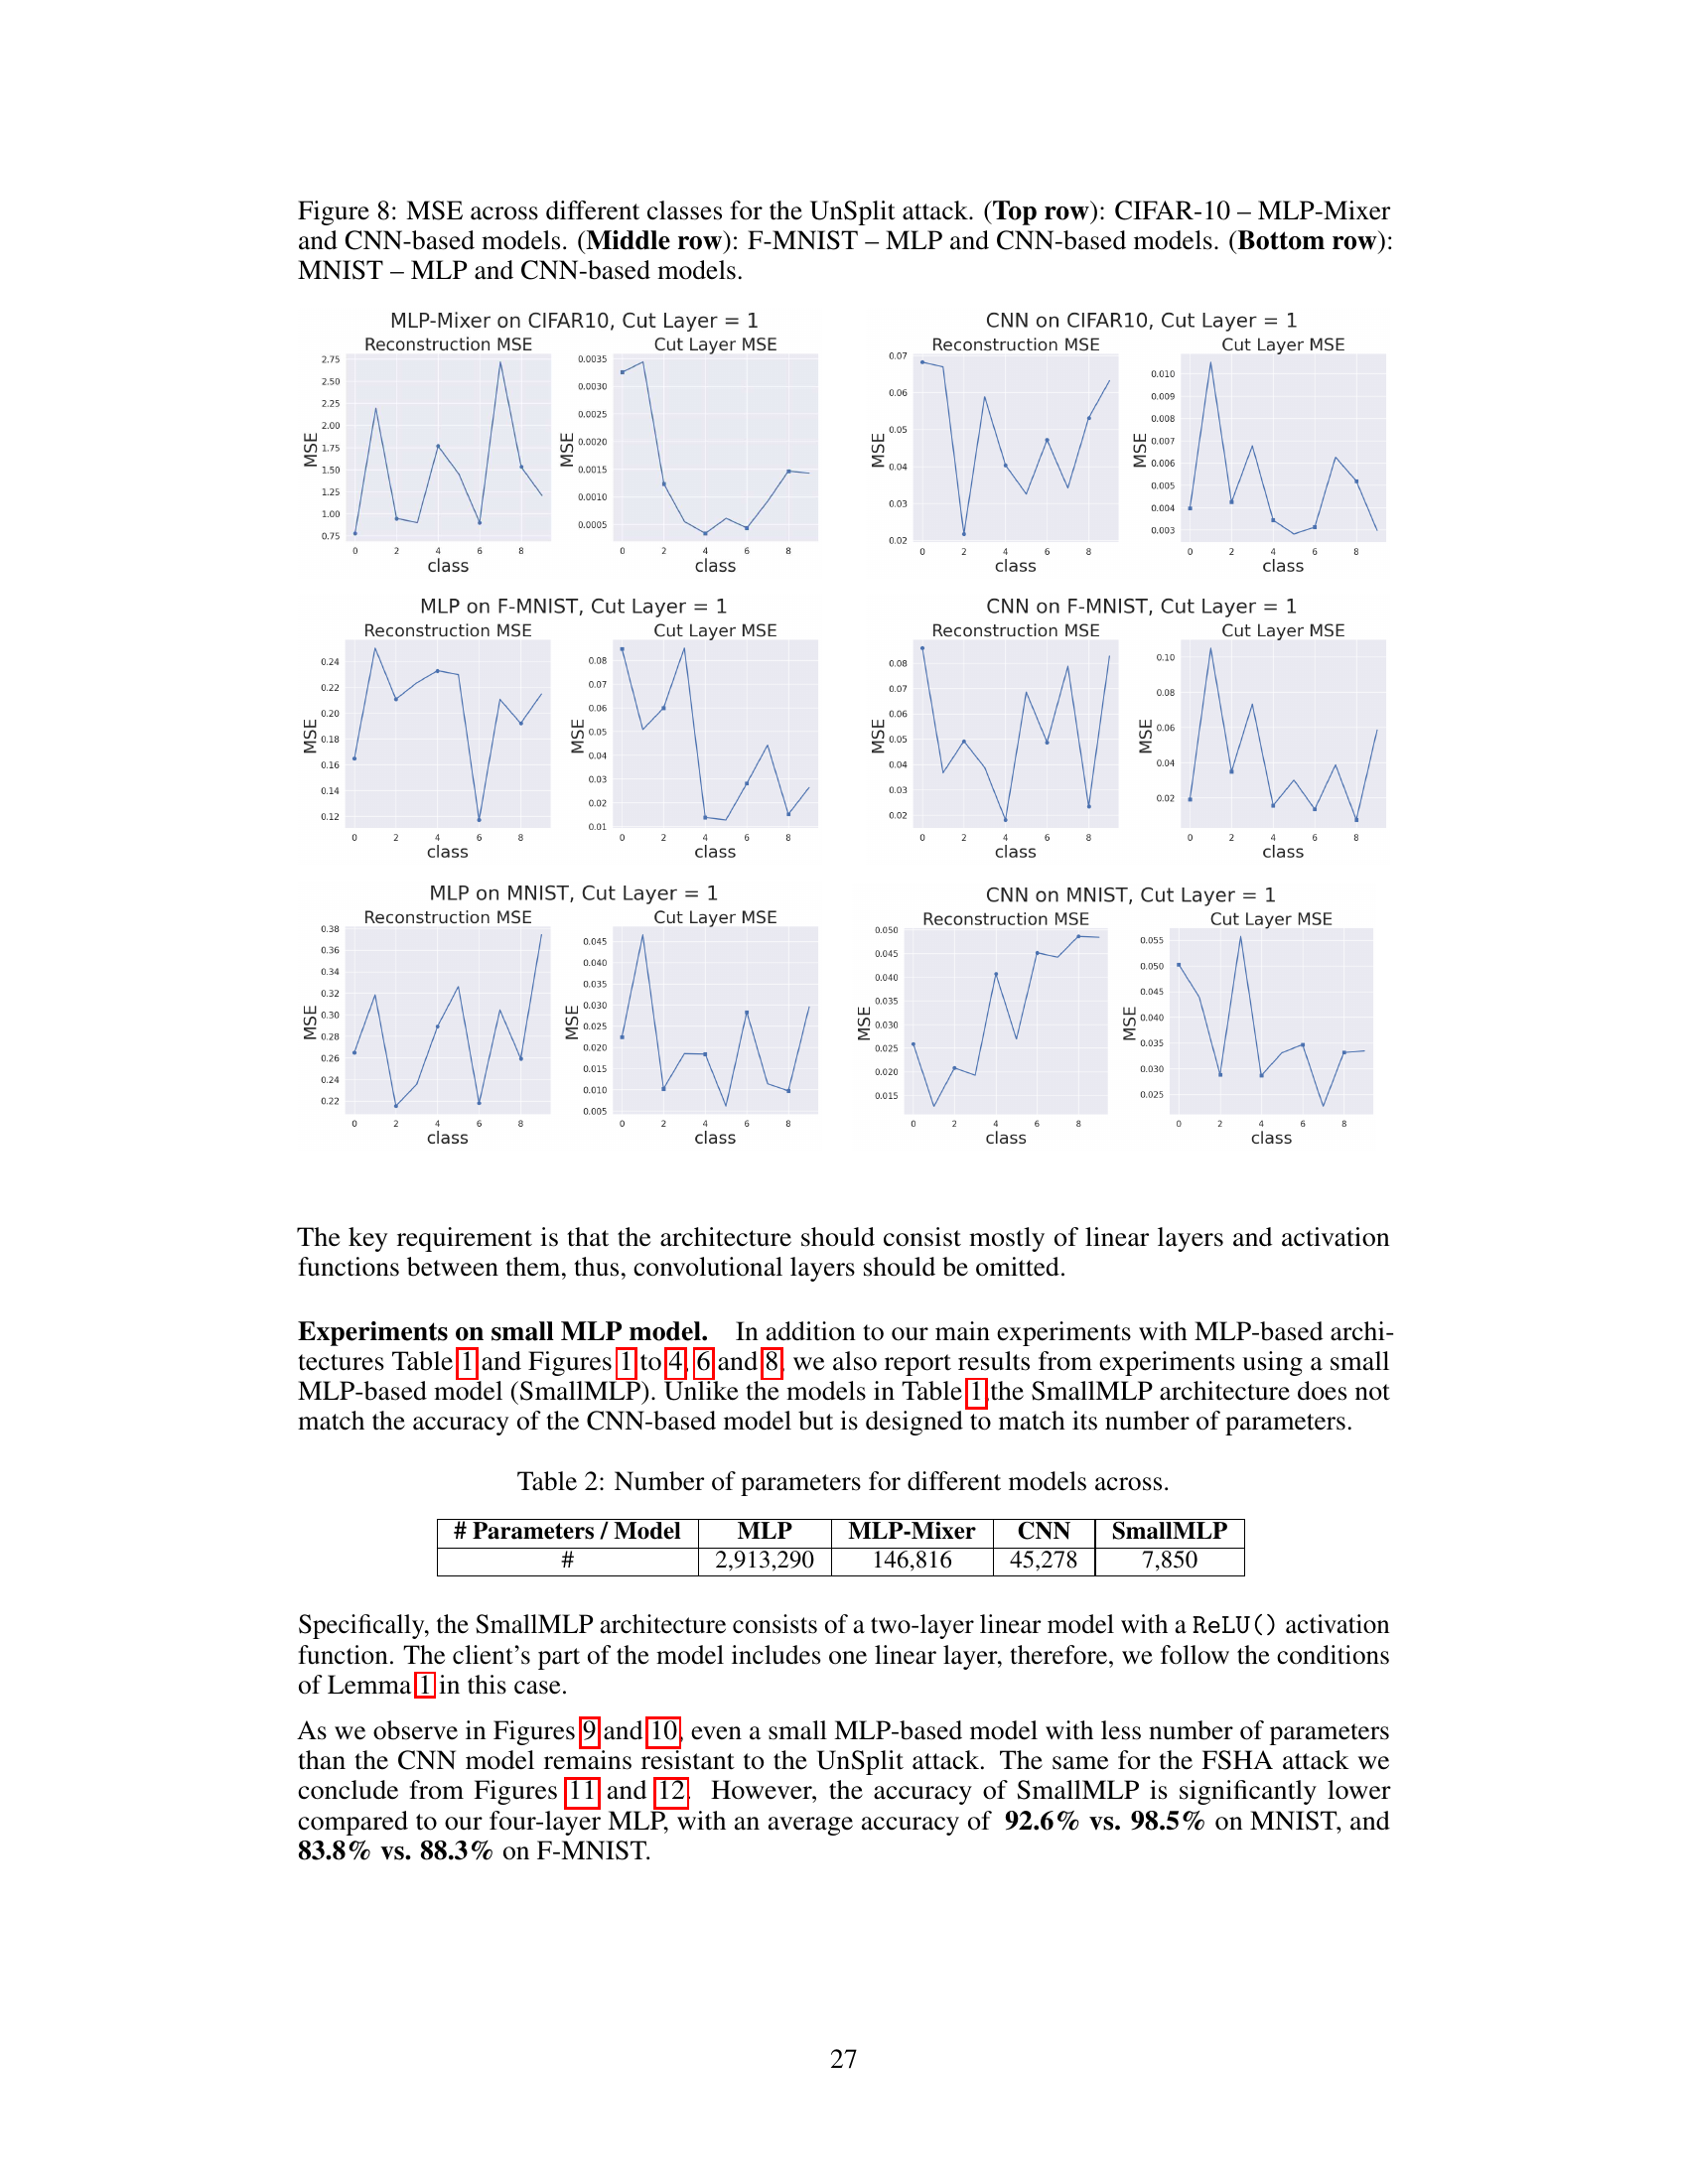 Figure 8: MSE across different classes for the UnSplit attack. (Top row): CIFAR-10 – MLP-Mixer
and CNN-based models. (Middle row): F-MNIST – MLP and CNN-based models. (Bottom row):
MNIST – MLP and CNN-based models.
MLP-Mixer on CIFAR10, Cut Layer = 1
Reconstruction MSE
MSE
2.75
2.50
2.25
2.00
1.75
1.50
1.25
1.00
0.75
0 2 4 6 8
class
Cut Layer MSE
MSE
0.0035
0.0030
0.0025
0.0020
0.0015
0.0010
0.0005
0 2 4 6 8
class
CNN on CIFAR10, Cut Layer = 1
Reconstruction MSE
MSE
0.07
0.06
0.05
0.04
0.03
0.02
0 2 4 6 8
class
Cut Layer MSE
MSE
0.010
0.009
0.008
0.007
0.006
0.005
0.004
0.003
0 2 4 6 8
class
MLP on F-MNIST, Cut Layer = 1
Reconstruction MSE
MSE
0.24
0.22
0.20
0.18
0.16
0.14
0.12
0 2 4 6 8
class
Cut Layer MSE
MSE
0.08
0.07
0.06
0.05
0.04
0.03
0.02
0.01
0 2 4 6 8
class
CNN on F-MNIST, Cut Layer = 1
Reconstruction MSE
MSE
0.08
0.07
0.06
0.05
0.04
0.03
0.02
0 2 4 6 8
class
Cut Layer MSE
MSE
0.10
0.08
0.06
0.04
0.02
0 2 4 6 8
class
MLP on MNIST, Cut Layer = 1
Reconstruction MSE
MSE
0.38
0.36
0.34
0.32
0.30
0.28
0.26
0.24
0.22
0 2 4 6 8
class
Cut Layer MSE
MSE
0.045
0.040
0.035
0.030
0.025
0.020
0.015
0.010
0.005
0 2 4 6 8
class
CNN on MNIST, Cut Layer = 1
Reconstruction MSE
MSE
0.050
0.045
0.040
0.035
0.030
0.025
0.020
0.015
0 2 4 6 8
class
Cut Layer MSE
MSE
0.055
0.050
0.045
0.040
0.035
0.030
0.025
0 2 4 6 8
class
The key requirement is that the architecture should consist mostly of linear layers and activation
functions between them, thus, convolutional layers should be omitted.
Experiments on small MLP model. In addition to our main experiments with MLP-based archi-
tectures Table 1 and Figures 1 to 4, 6 and 8, we also report results from experiments using a small
MLP-based model (SmallMLP). Unlike the models in Table 1 the SmallMLP architecture does not
match the accuracy of the CNN-based model but is designed to match its number of parameters.
Table 2: Number of parameters for different models across.
# Parameters / Model MLP MLP-Mixer CNN SmallMLP
# 2,913,290 146,816 45,278 7,850
Specifically, the SmallMLP architecture consists of a two-layer linear model with a ReLU() activation
function. The client's part of the model includes one linear layer, therefore, we follow the conditions
of Lemma 1 in this case.
As we observe in Figures 9 and 10, even a small MLP-based model with less number of parameters
than the CNN model remains resistant to the UnSplit attack. The same for the FSHA attack we
conclude from Figures 11 and 12. However, the accuracy of SmallMLP is significantly lower
compared to our four-layer MLP, with an average accuracy of 92.6% vs. 98.5% on MNIST, and
83.8% vs. 88.3% on F-MNIST.
27